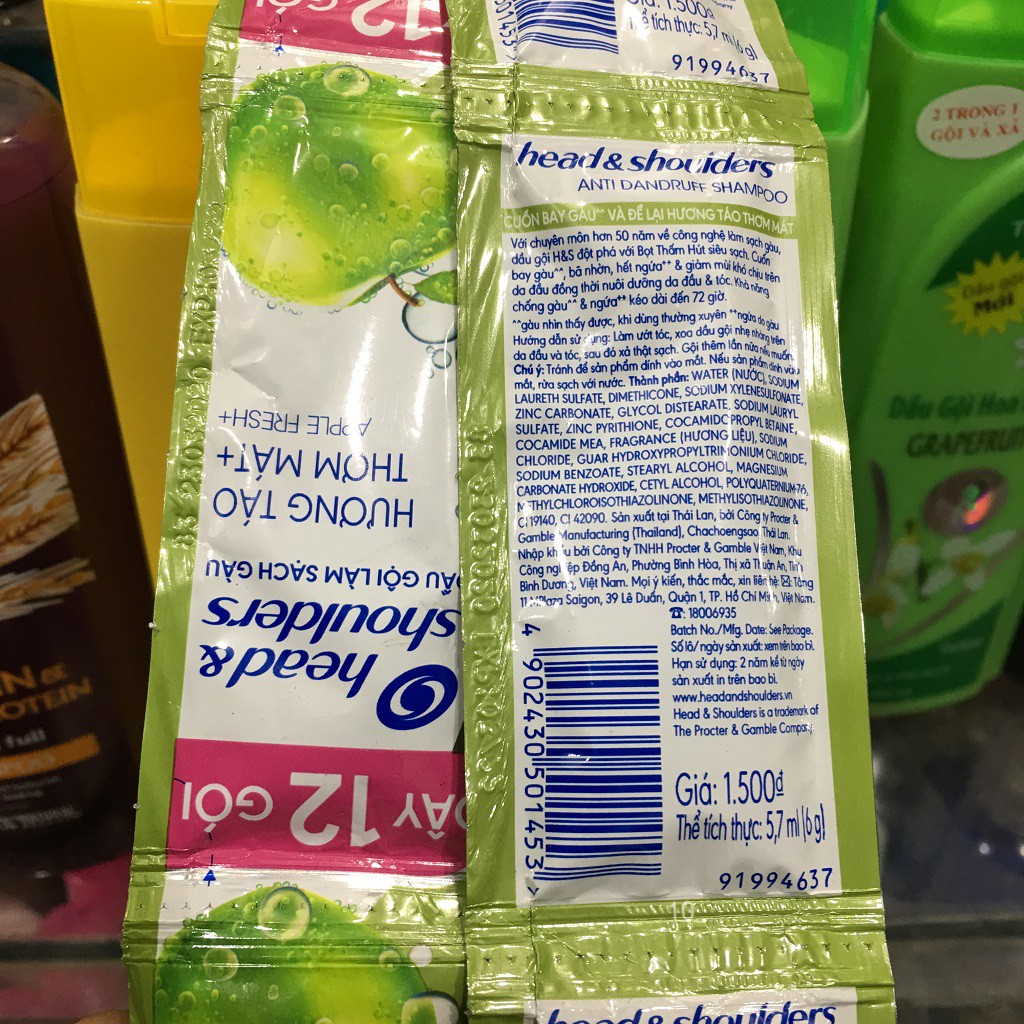 12 GÓI
Giá: 1.500₫
Thể tích thực: 5,7 ml (6 g)
91994637
head & shoulders
DẦU GỘI LÀM SẠCH GÀU
HƯƠNG TÁO
THƠM MÁT+
APPLE FRESH+
DÂY 12 GÓI
head & shoulders
ANTI DANDRUFF SHAMPOO
CUỐN BAY GÀU^^ VÀ ĐỂ LẠI HƯƠNG TÁO THƠM MÁT
Với chuyên môn hơn 50 năm về công nghệ làm sạch gàu,
dầu gội H&S đột phá với Bọt Thấm Hút siêu sạch. Cuốn
bay gàu^^, bã nhờn, hết ngứa++ & giảm mùi khó chịu trên
da đầu đồng thời nuôi dưỡng da đầu & tóc. Khả năng
chống gàu^^ & ngứa++ kéo dài đến 72 giờ.
^^gàu nhìn thấy được, khi dùng thường xuyên ++ngứa do gàu
Hướng dẫn sử dụng: Làm ướt tóc, xoa dầu gội nhẹ nhàng trên
da đầu và tóc, sau đó xả thật sạch. Gội thêm lần nữa nếu muốn.
Chú ý: Tránh để sản phẩm dính vào mắt. Nếu sản phẩm dính vào
mắt, rửa sạch với nước. Thành phần: WATER (NƯỚC), SODIUM
LAURETH SULFATE, DIMETHICONE, SODIUM XYLENESULFONATE,
ZINC CARBONATE, GLYCOL DISTEARATE, SODIUM LAURYL
SULFATE, ZINC PYRITHIONE, COCAMIDOPROPYL BETAINE,
COCAMIDE MEA, FRAGRANCE (HƯƠNG LIỆU), SODIUM
CHLORIDE, GUAR HYDROXYPROPYLTRIMONIUM CHLORIDE,
SODIUM BENZOATE, STEARYL ALCOHOL, MAGNESIUM
CARBONATE HYDROXIDE, CETYL ALCOHOL, POLYQUATERNIUM-76,
METHYLCHLOROISOTHIAZOLINONE, METHYLISOTHIAZOLINONE,
CI 19140, CI 42090. Sản xuất tại Thái Lan, bởi Công ty Procter &
Gamble Manufacturing (Thailand), Chachoengsao, Thái Lan.
Nhập khẩu bởi Công ty TNHH Procter & Gamble Việt Nam, Khu
Công nghiệp Đồng An, Phường Bình Hòa, Thị xã Thuận An, Tỉnh
Bình Dương, Việt Nam. Mọi ý kiến, thắc mắc, xin liên hệ: Tầng
11 MPlaza Saigon, 39 Lê Duẩn, Quận 1, TP. Hồ Chí Minh, Việt Nam.
☎: 18006935
Batch No./Mfg. Date: See Package.
Số lô/ ngày sản xuất: xem trên bao bì.
Hạn sử dụng: 2 năm kể từ ngày
sản xuất in trên bao bì.
www.headandshoulders.vn
Head & Shoulders is a trademark of
The Procter & Gamble Company.
4 902430 501453 >
Giá: 1.500₫
Thể tích thực: 5,7 ml (6 g)
91994637
head & shoulders
2 TRONG 1
GỘI VÀ XẢ
Dầu gội
Mới
Dầu Gội Hoa
GRAPEFRUIT